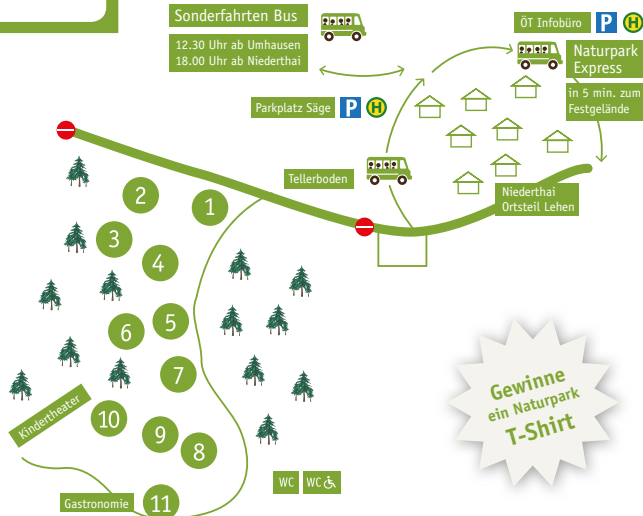 Sonderfahrten Bus
12.30 Uhr ab Umhausen
18.00 Uhr ab Niederthai
ÖT Infobüro P H
Naturpark
Express
in 5 min. zum
Festgelände
Parkplatz Säge P H
Tellerboden
Niederthai
Ortsteil Lehen
1
2
3
4
5
6
7
8
9
10
11
Kindertheater
Gastronomie
WC
WC
Gewinne
ein Naturpark
T-Shirt